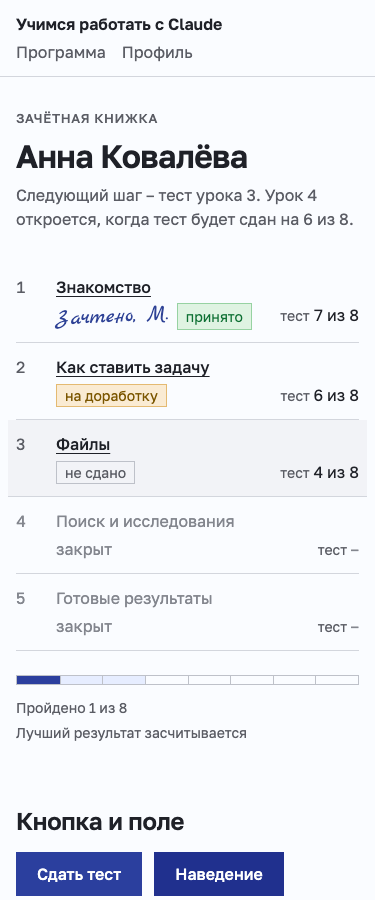 Учимся работать с Claude
Программа Профиль
ЗАЧЁТНАЯ КНИЖКА
Анна Ковалёва
Следующий шаг – тест урока 3. Урок 4
откроется, когда тест будет сдан на 6 из 8.
1 Знакомство
Зачтено. М. принято тест 7 из 8
2 Как ставить задачу
на доработку тест 6 из 8
3 Файлы
не сдано тест 4 из 8
4 Поиск и исследования
закрыт тест –
5 Готовые результаты
закрыт тест –
Пройдено 1 из 8
Лучший результат засчитывается
Кнопка и поле
Сдать тест Наведение